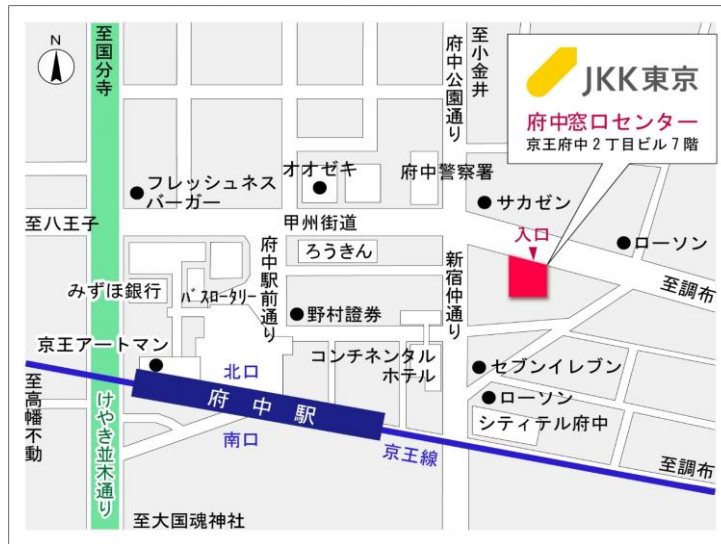 N
至国分寺
府中公園通り
至小金井
JKK東京
府中窓口センター
京王府中2丁目ビル7階
オオゼキ
府中警察署
フレッシュネス
バーガー
サカゼン
至八王子
甲州街道
入口
ローソン
ろうきん
府中駅前通り
新宿仲通り
みずほ銀行
バスロータリー
至調布
野村證券
京王アートマン
コンチネンタル
ホテル
セブンイレブン
北口
ローソン
至高幡不動
けやき並木通り
府中駅
シティテル府中
南口
京王線
至調布
至大国魂神社